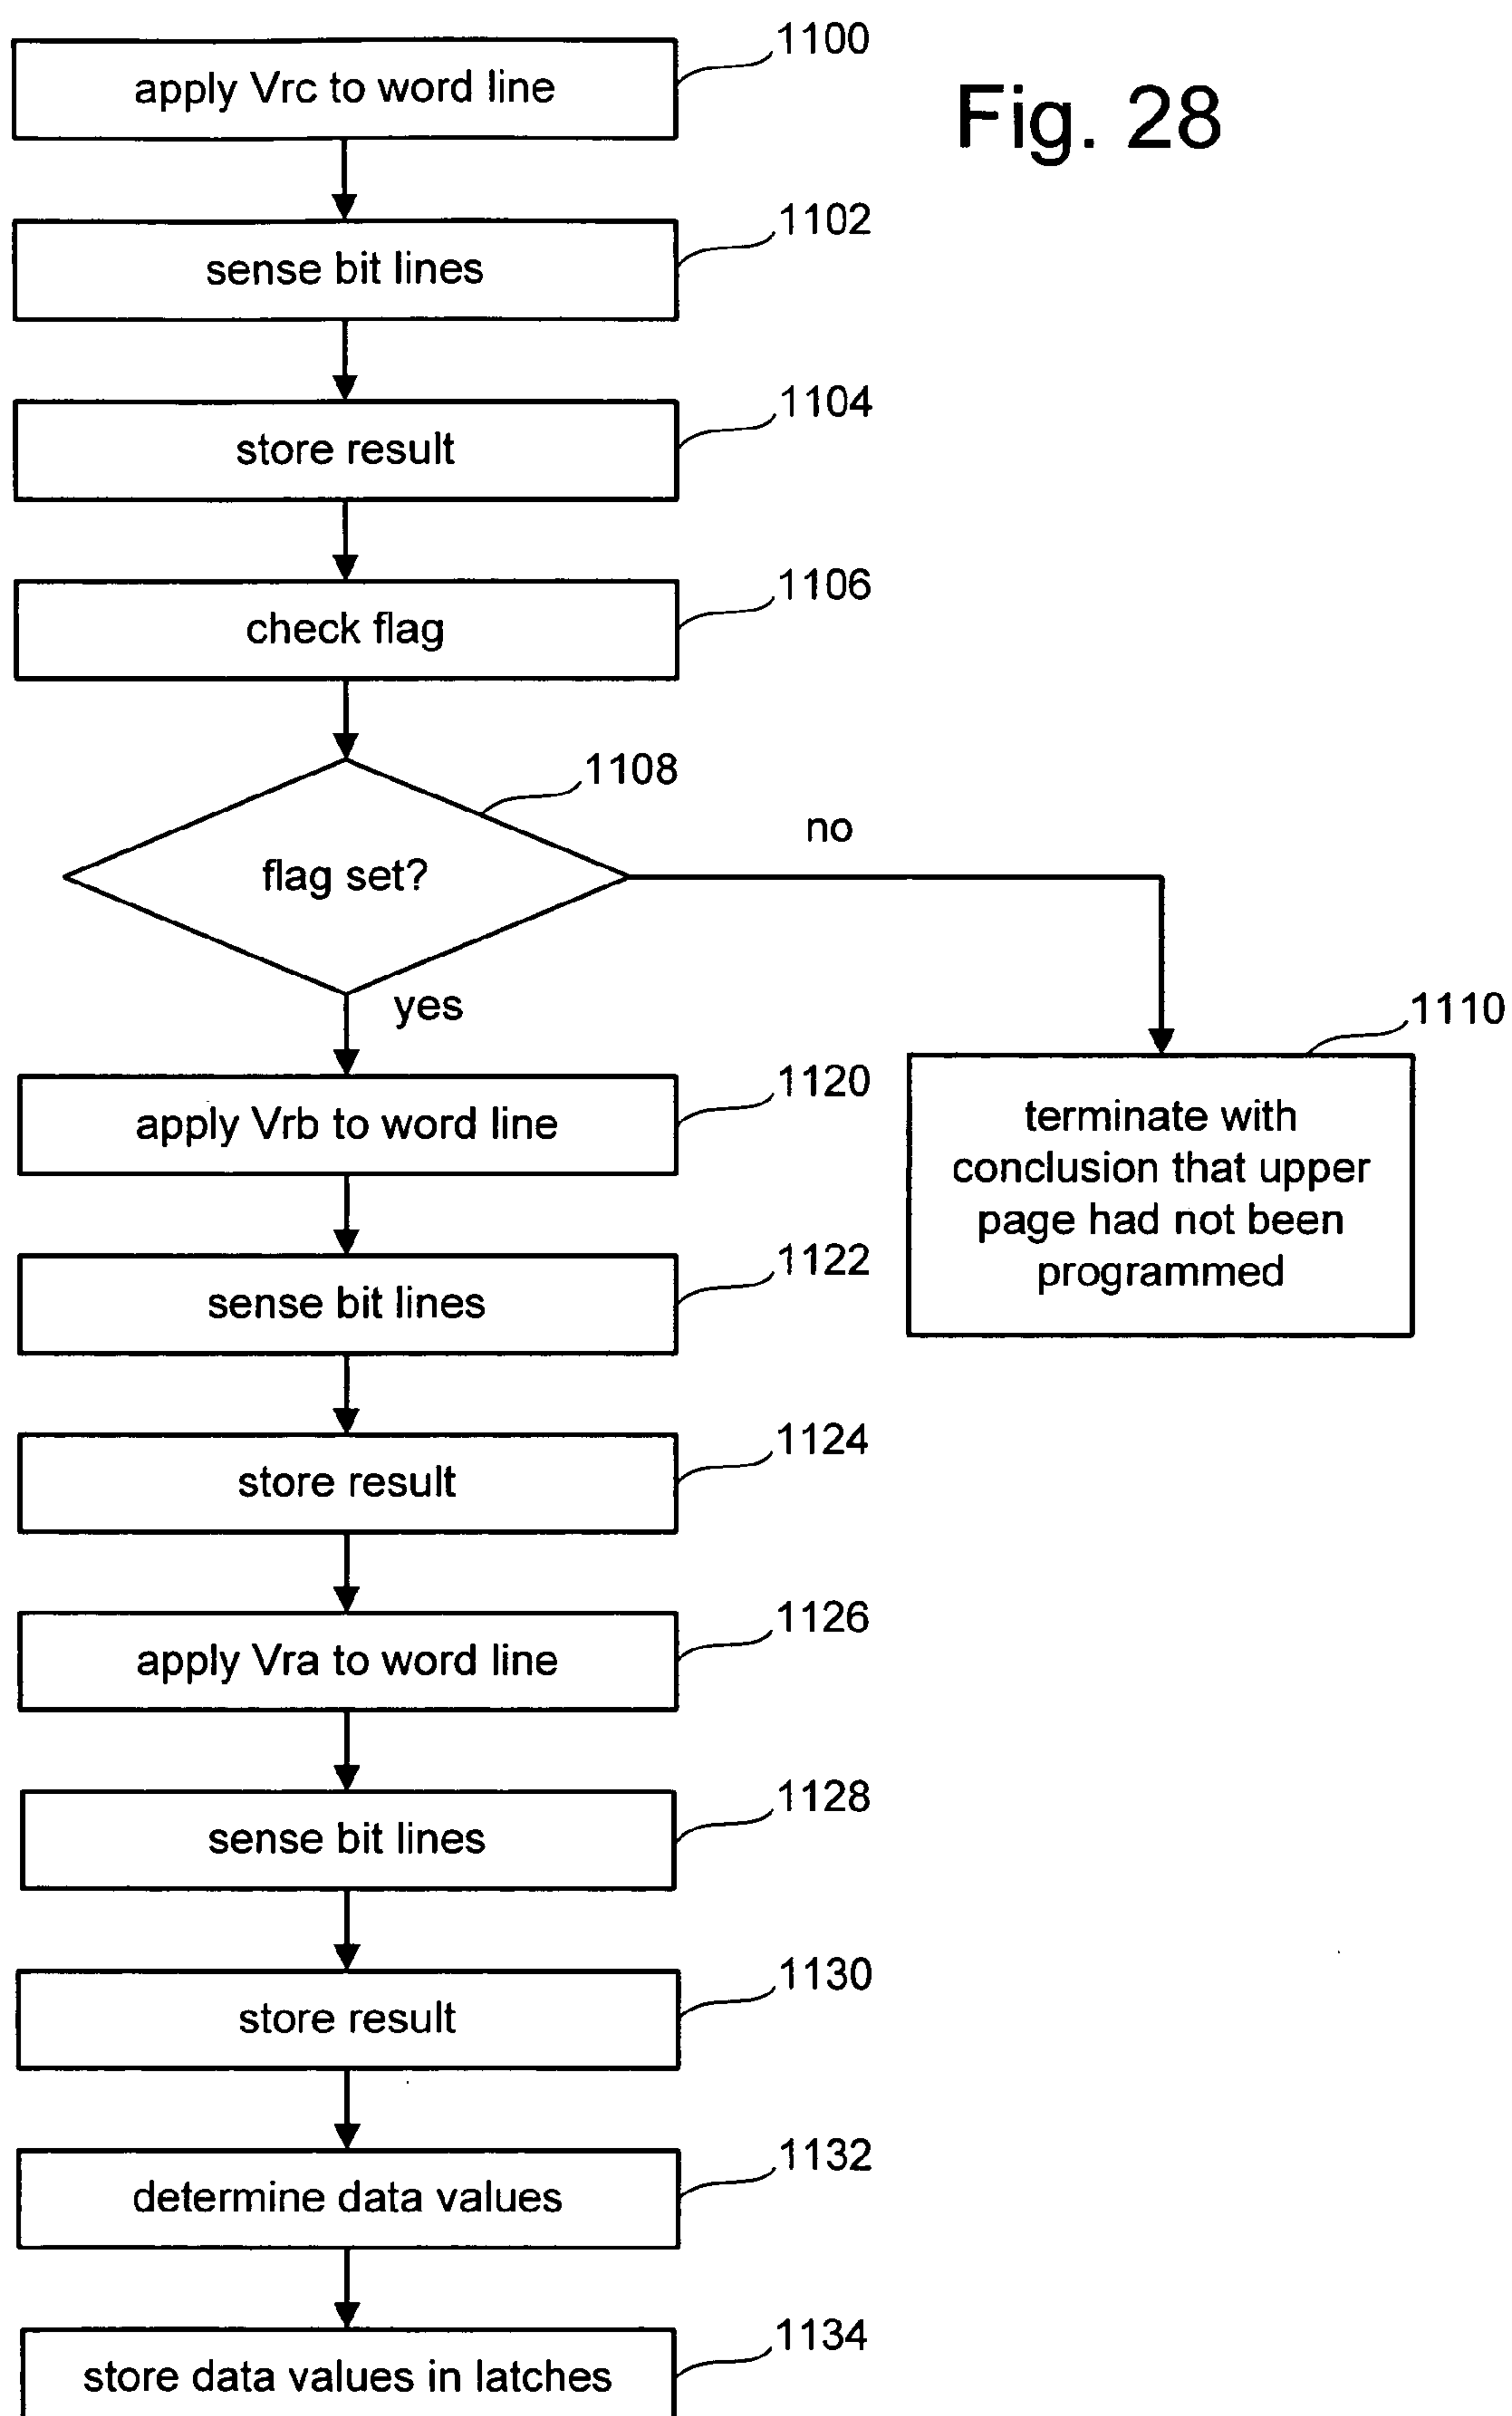 1100
apply Vrc to word line
Fig. 28
1102
sense bit lines
1104
store result
1106
check flag
1108
flag set?
no
yes
1110
terminate with
conclusion that upper
page had not been
programmed
1120
apply Vrb to word line
1122
sense bit lines
1124
store result
1126
apply Vra to word line
1128
sense bit lines
1130
store result
1132
determine data values
1134
store data values in latches